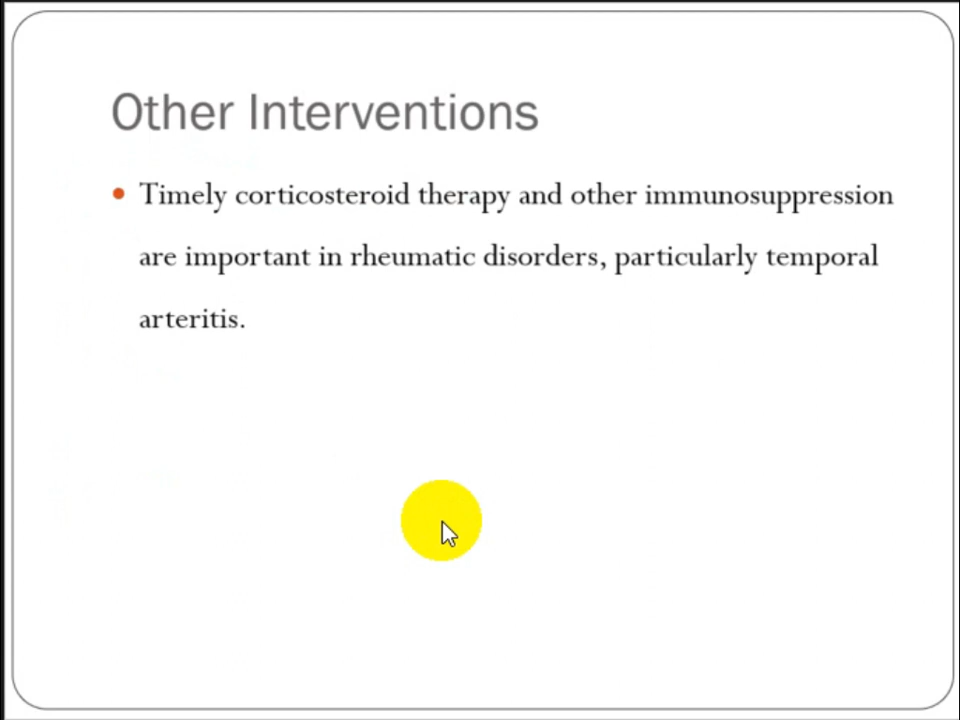 Other Interventions
Timely corticosteroid therapy and other immunosuppression
are important in rheumatic disorders, particularly temporal
arteritis.